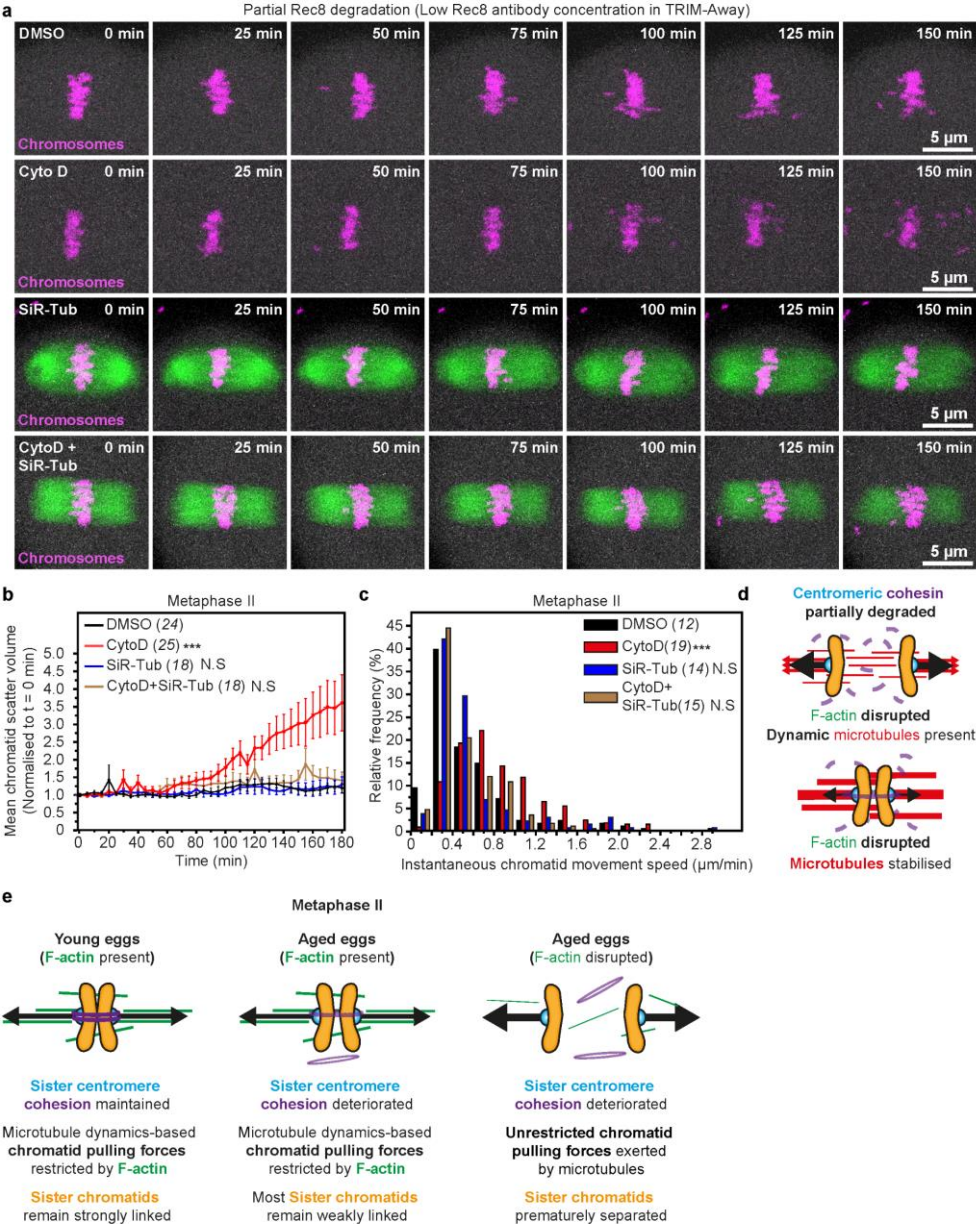 a
Partial Rec8 degradation (Low Rec8 antibody concentration in TRIM-Away)
DMSO 0 min 25 min 50 min 75 min 100 min 125 min 150 min
Chromosomes 5 µm
Cyto D 0 min 25 min 50 min 75 min 100 min 125 min 150 min
Chromosomes 5 µm
SiR-Tub 0 min 25 min 50 min 75 min 100 min 125 min 150 min
Chromosomes 5 µm
CytoD + 0 min 25 min 50 min 75 min 100 min 125 min 150 min
SiR-Tub
Chromosomes 5 µm
b
Metaphase II
Mean chromatid scatter volume
(Normalised to t = 0 min)
DMSO (24)
CytoD (25) ***
SiR-Tub (18) N.S
CytoD+SiR-Tub (18) N.S
5.0
4.5
4.0
3.5
3.0
2.5
2.0
1.5
1.0
0.5
0
0 20 40 60 80 100 120 140 160 180
Time (min)
c
Metaphase II
Relative frequency (%)
DMSO (12)
CytoD(19)***
SiR-Tub (14) N.S
CytoD+
SiR-Tub(15) N.S
45
40
35
30
25
20
15
10
5
0
0 0.4 0.8 1.2 1.6 2.0 2.4 2.8
Instantaneous chromatid movement speed (µm/min)
d
Centromeric cohesin
partially degraded
F-actin disrupted
Dynamic microtubules present
F-actin disrupted
Microtubules stabilised
e
Metaphase II
Young eggs
(F-actin present)
Sister centromere
cohesion maintained
Microtubule dynamics-based
chromatid pulling forces
restricted by F-actin
Sister chromatids
remain strongly linked
Aged eggs
(F-actin present)
Sister centromere
cohesion deteriorated
Microtubule dynamics-based
chromatid pulling forces
restricted by F-actin
Most Sister chromatids
remain weakly linked
Aged eggs
(F-actin disrupted)
Sister centromere
cohesion deteriorated
Unrestricted chromatid
pulling forces exerted
by microtubules
Sister chromatids
prematurely separated